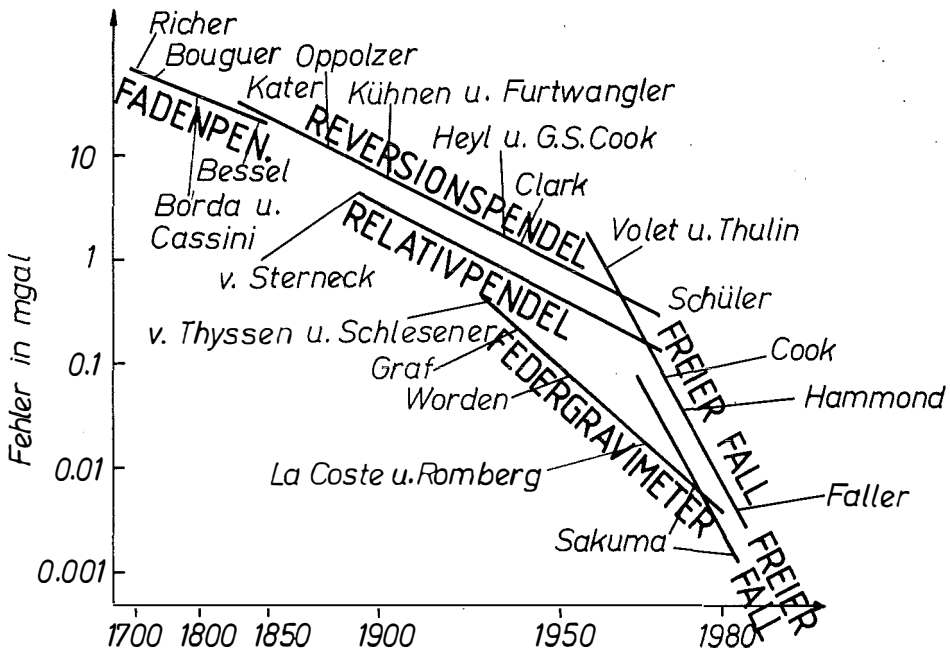 Richer
Bouguer
Oppolzer
Kater
Kühnen u. Furtwangler
Heyl u. G.S. Cook
Clark
FADENPEN.
REVERSIONSPENDEL
Bessel
Borda u.
Cassini
Volet u. Thulin
v. Sterneck
RELATIVPENDEL
Schüler
v. Thyssen u. Schlesener
Graf
Worden
FEDERGRAVIMETER
Cook
Hammond
FREIER FALL
La Coste u. Romberg
Faller
Sakuma
FREIER
FALL
Fehler in mgal
10
1
0.1
0.01
0.001
1700 1800 1850 1900 1950 1980